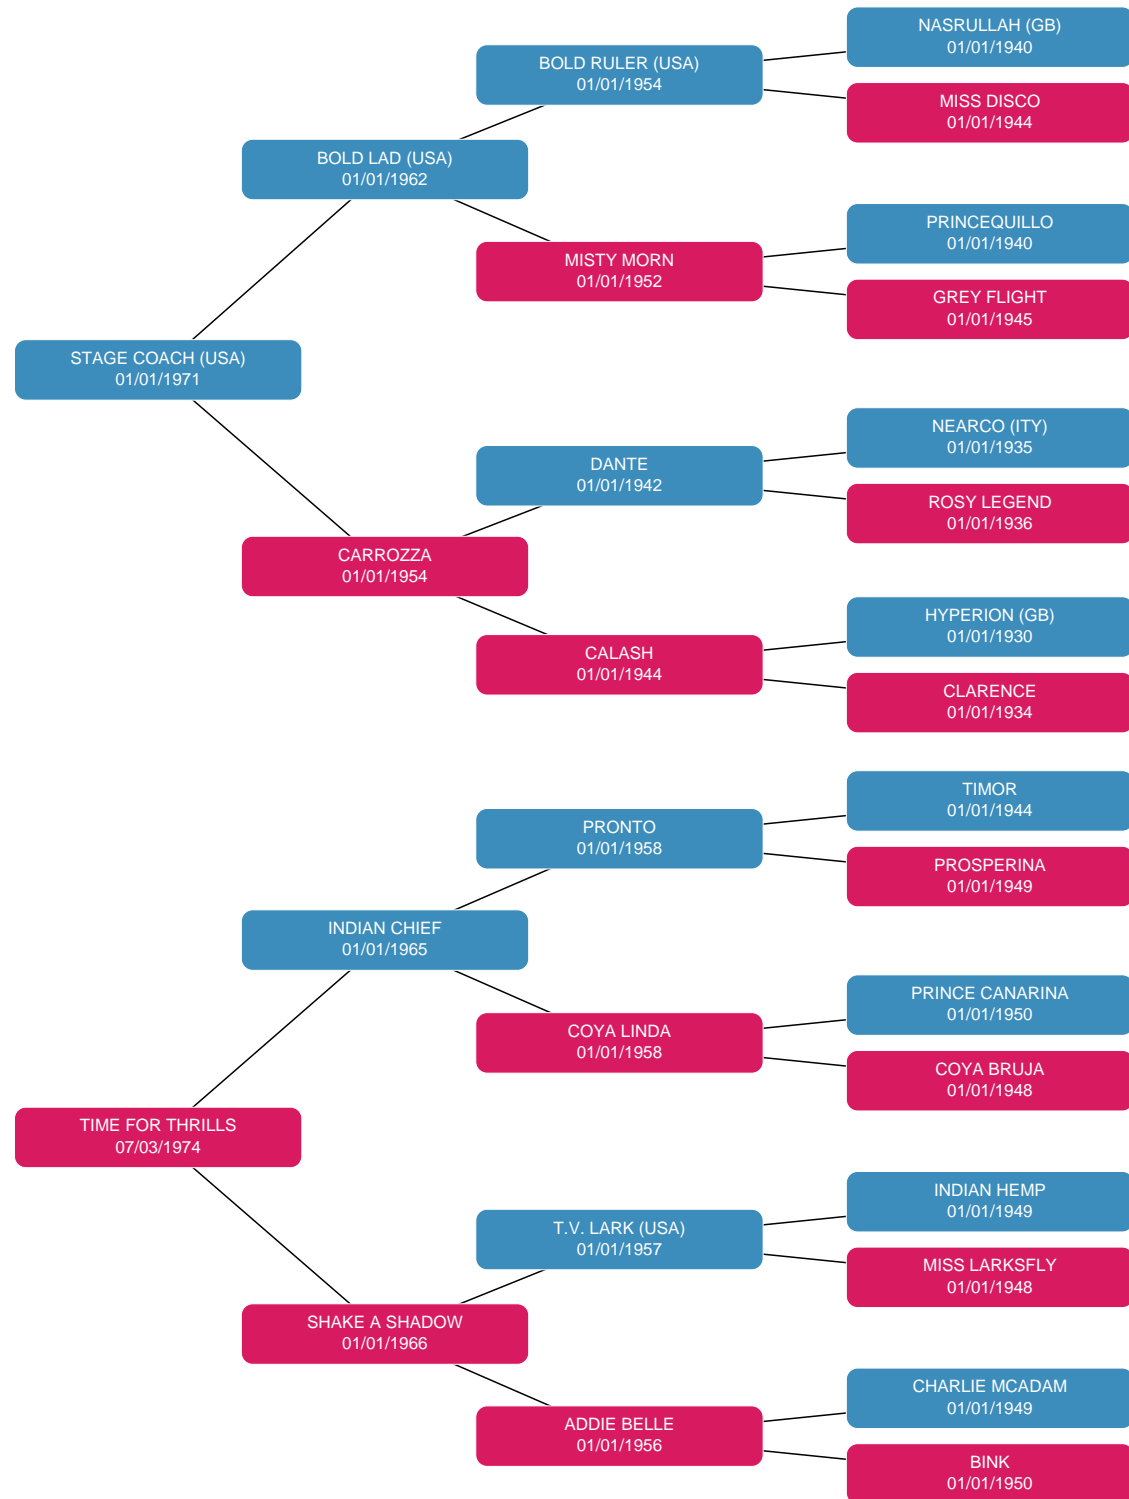 NASRULLAH (GB)
01/01/1940
BOLD RULER (USA)
01/01/1954
MISS DISCO
01/01/1944
BOLD LAD (USA)
01/01/1962
PRINCEQUILLO
01/01/1940
MISTY MORN
01/01/1952
GREY FLIGHT
01/01/1945
STAGE COACH (USA)
01/01/1971
NEARCO (ITY)
01/01/1935
DANTE
01/01/1942
ROSY LEGEND
01/01/1936
CARROZZA
01/01/1954
HYPERION (GB)
01/01/1930
CALASH
01/01/1944
CLARENCE
01/01/1934
TIMOR
01/01/1944
PRONTO
01/01/1958
PROSPERINA
01/01/1949
INDIAN CHIEF
01/01/1965
PRINCE CANARINA
01/01/1950
COYA LINDA
01/01/1958
COYA BRUJA
01/01/1948
TIME FOR THRILLS
07/03/1974
INDIAN HEMP
01/01/1949
T.V. LARK (USA)
01/01/1957
MISS LARKSFLY
01/01/1948
SHAKE A SHADOW
01/01/1966
CHARLIE MCADAM
01/01/1949
ADDIE BELLE
01/01/1956
BINK
01/01/1950